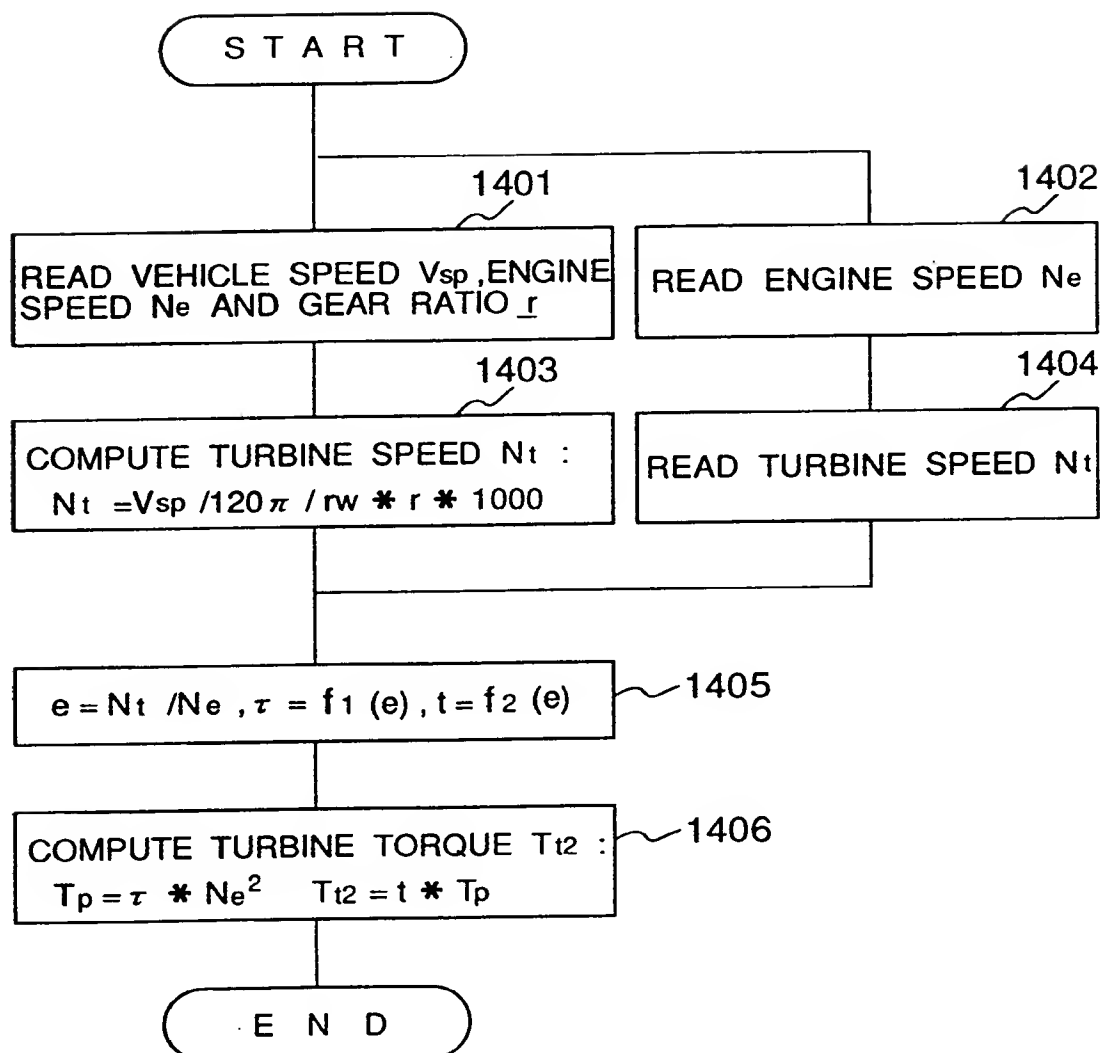 START
1401
READ VEHICLE SPEED Vsp, ENGINE
SPEED Ne AND GEAR RATIO r
1402
READ ENGINE SPEED Ne
1403
COMPUTE TURBINE SPEED Nt :
Nt =Vsp /120π / rw * r * 1000
1404
READ TURBINE SPEED Nt
e = Nt /Ne , τ = f1 (e) , t = f2 (e)
1405
COMPUTE TURBINE TORQUE Tt2 :
Tp = τ * Ne² Tt2 = t * Tp
1406
END